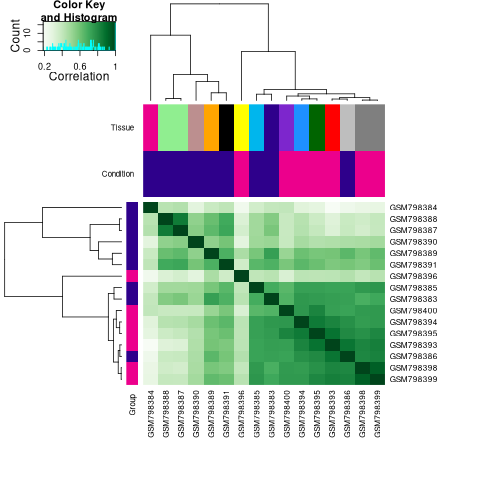 Color Key
and Histogram
Count
0 10
0.2 0.6 1
Correlation
Tissue
Condition
GSM798384
GSM798388
GSM798387
GSM798390
GSM798389
GSM798391
GSM798396
GSM798385
GSM798383
GSM798400
GSM798394
GSM798395
GSM798393
GSM798386
GSM798398
GSM798399
Group
GSM798384
GSM798388
GSM798387
GSM798390
GSM798389
GSM798391
GSM798396
GSM798385
GSM798383
GSM798400
GSM798394
GSM798395
GSM798393
GSM798386
GSM798398
GSM798399